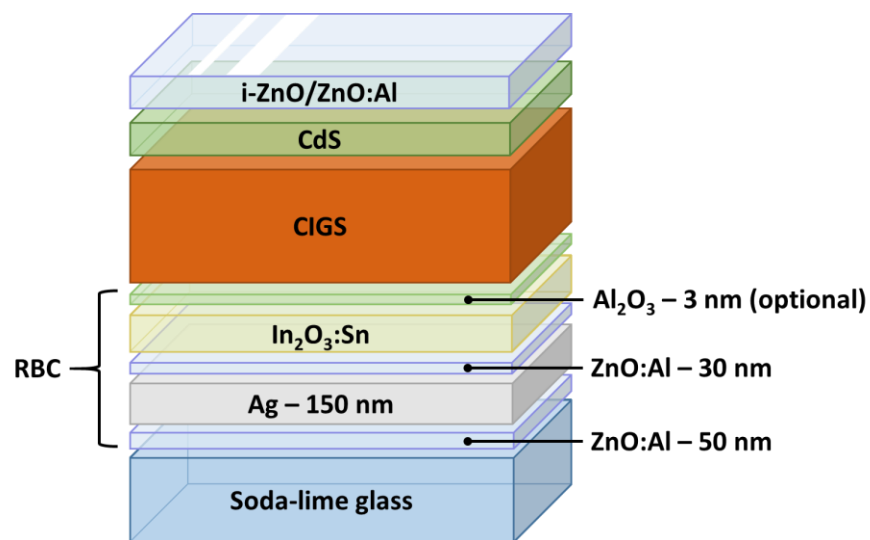 i-ZnO/ZnO:Al
CdS
CIGS
Al₂O₃ – 3 nm (optional)
In₂O₃:Sn
RBC
ZnO:Al – 30 nm
Ag – 150 nm
ZnO:Al – 50 nm
Soda-lime glass